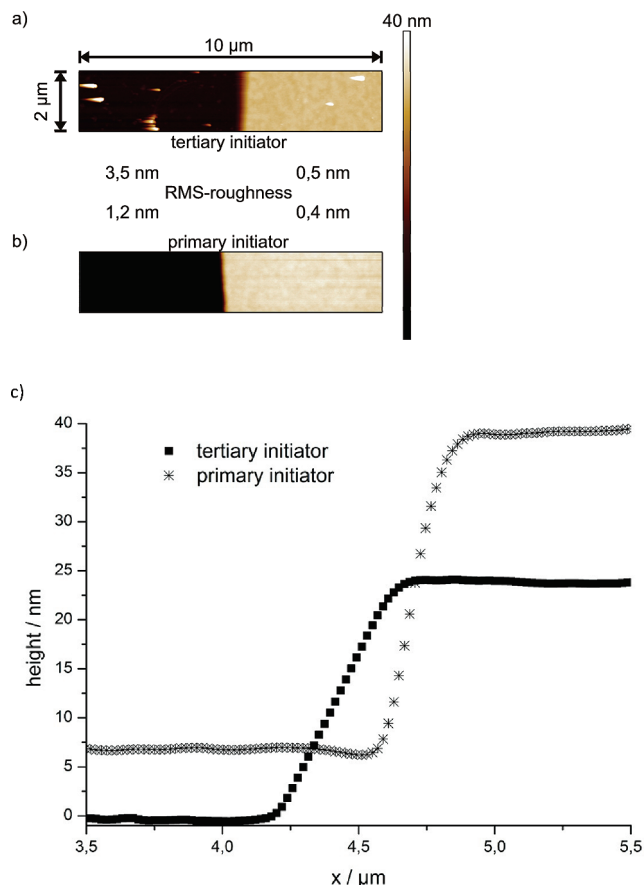 a)
40 nm
10 µm
2 µm
tertiary initiator
3,5 nm 0,5 nm
RMS-roughness
1,2 nm 0,4 nm
b)
primary initiator
c)
40
35
30
25
20
15
10
5
0
height / nm
tertiary initiator
primary initiator
3,5 4,0 4,5 5,0 5,5
x / µm